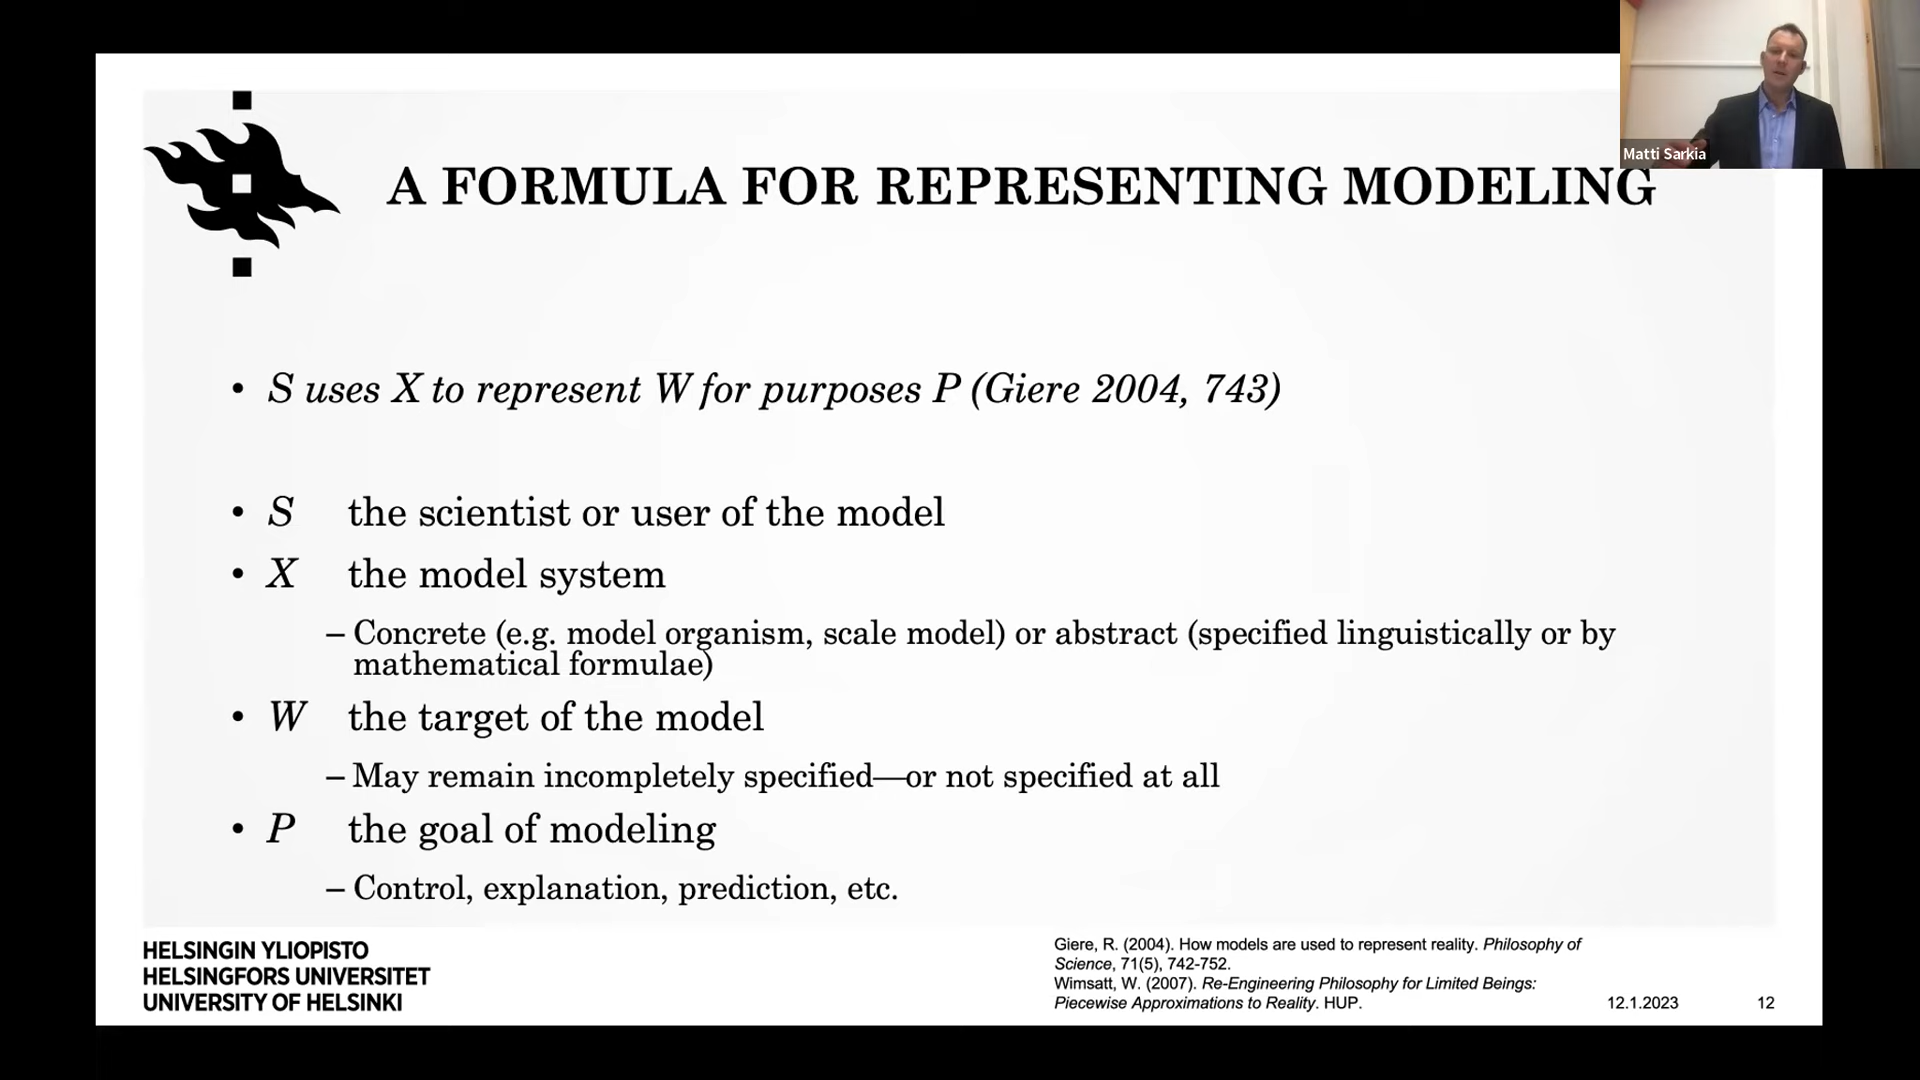 Matti Sarkia
A FORMULA FOR REPRESENTING MODELING
• S uses X to represent W for purposes P (Giere 2004, 743)
• S the scientist or user of the model
• X the model system
– Concrete (e.g. model organism, scale model) or abstract (specified linguistically or by
mathematical formulae)
• W the target of the model
– May remain incompletely specified—or not specified at all
• P the goal of modeling
– Control, explanation, prediction, etc.
HELSINGIN YLIOPISTO
HELSINGFORS UNIVERSITET
UNIVERSITY OF HELSINKI
Giere, R. (2004). How models are used to represent reality. Philosophy of
Science, 71(5), 742-752.
Wimsatt, W. (2007). Re-Engineering Philosophy for Limited Beings:
Piecewise Approximations to Reality. HUP.
12.1.2023
12